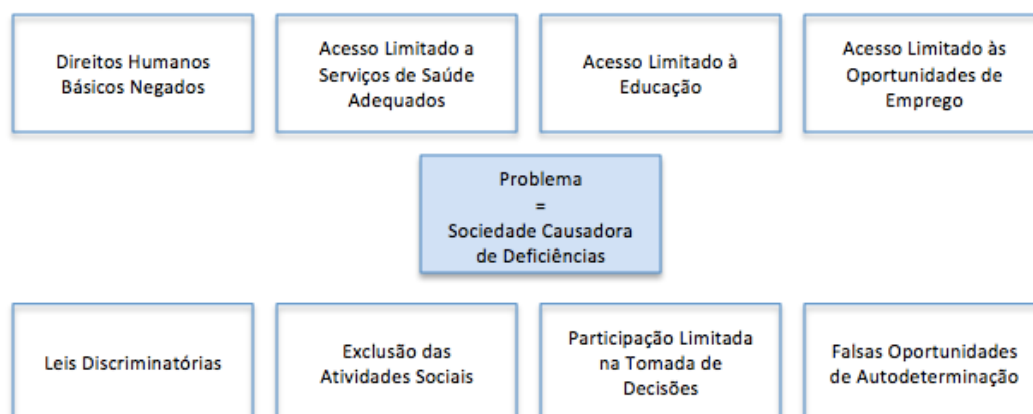 Direitos Humanos
Básicos Negados
Acesso Limitado a
Serviços de Saúde
Adequados
Acesso Limitado à
Educação
Acesso Limitado às
Oportunidades de
Emprego
Problema
=
Sociedade Causadora
de Deficiências
Leis Discriminatórias
Exclusão das
Atividades Sociais
Participação Limitada
na Tomada de
Decisões
Falsas Oportunidades
de Autodeterminação